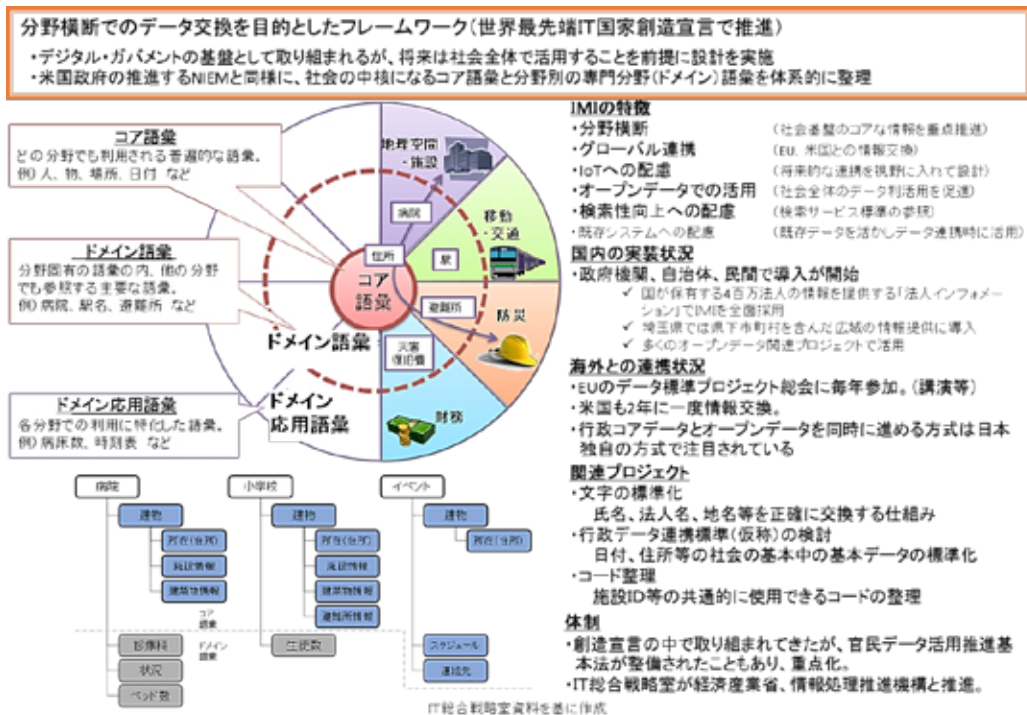 分野横断でのデータ交換を目的としたフレームワーク(世界最先端IT国家創造宣言で推進)
・デジタル・ガバメントの基盤として取り組まれるが、将来は社会全体で活用することを前提に設計を実施
・米国政府の推進するNIEMと同様に、社会の中核になるコア語彙と分野別の専門分野(ドメイン)語彙を体系的に整理
コア語彙
どの分野でも利用される普遍的な語彙。
例)人、物、場所、日付 など
ドメイン語彙
分野固有の語彙の内、他の分野
でも参照する主要な語彙。
例)病院、駅名、避難所 など
ドメイン応用語彙
各分野での利用に特化した語彙。
例)病床数、時刻表 など
地理空間
・施設
病院
移動
・交通
住所
駅
コア
語彙
避難所
防災
ドメイン語彙
災害
復旧費
ドメイン
応用語彙
財務
病院
建物
所在(住所)
施設情報
建築物情報
診療科
状況
ベッド数
小学校
建物
所在(住所)
施設情報
建築物情報
避難所情報
生徒数
イベント
建物
所在(住所)
スケジュール
連絡先
コア
語彙
ドメイン
語彙
IMIの特徴
・分野横断 (社会基盤のコアな情報を重点推進)
・グローバル連携 (EU、米国との情報交換)
・IoTへの配慮 (将来的な連携を視野に入れて設計)
・オープンデータでの活用 (社会全体のデータ利活用を促進)
・検索性向上への配慮 (検索サービス標準の参照)
・既存システムへの配慮 (既存データを活かしデータ連携時に活用)
国内の実装状況
・政府機関、自治体、民間で導入が開始
✓ 国が保有する4百万法人の情報を提供する「法人インフォメー
ション」でIMIを全面採用
✓ 埼玉県では県下市町村を含んだ広域の情報提供に導入
✓ 多くのオープンデータ関連プロジェクトで活用
海外との連携状況
・EUのデータ標準プロジェクト総会に毎年参加。(講演等)
・米国も2年に一度情報交換。
・行政コアデータとオープンデータを同時に進める方式は日本
独自の方式で注目されている
関連プロジェクト
・文字の標準化
氏名、法人名、地名等を正確に交換する仕組み
・行政データ連携標準(仮称)の検討
日付、住所等の社会の基本中の基本データの標準化
・コード整理
施設ID等の共通的に使用できるコードの整理
体制
・創造宣言の中で取り組まれてきたが、官民データ活用推進基
本法が整備されたこともあり、重点化。
・IT総合戦略室が経済産業省、情報処理推進機構と推進。
IT総合戦略室資料を基に作成